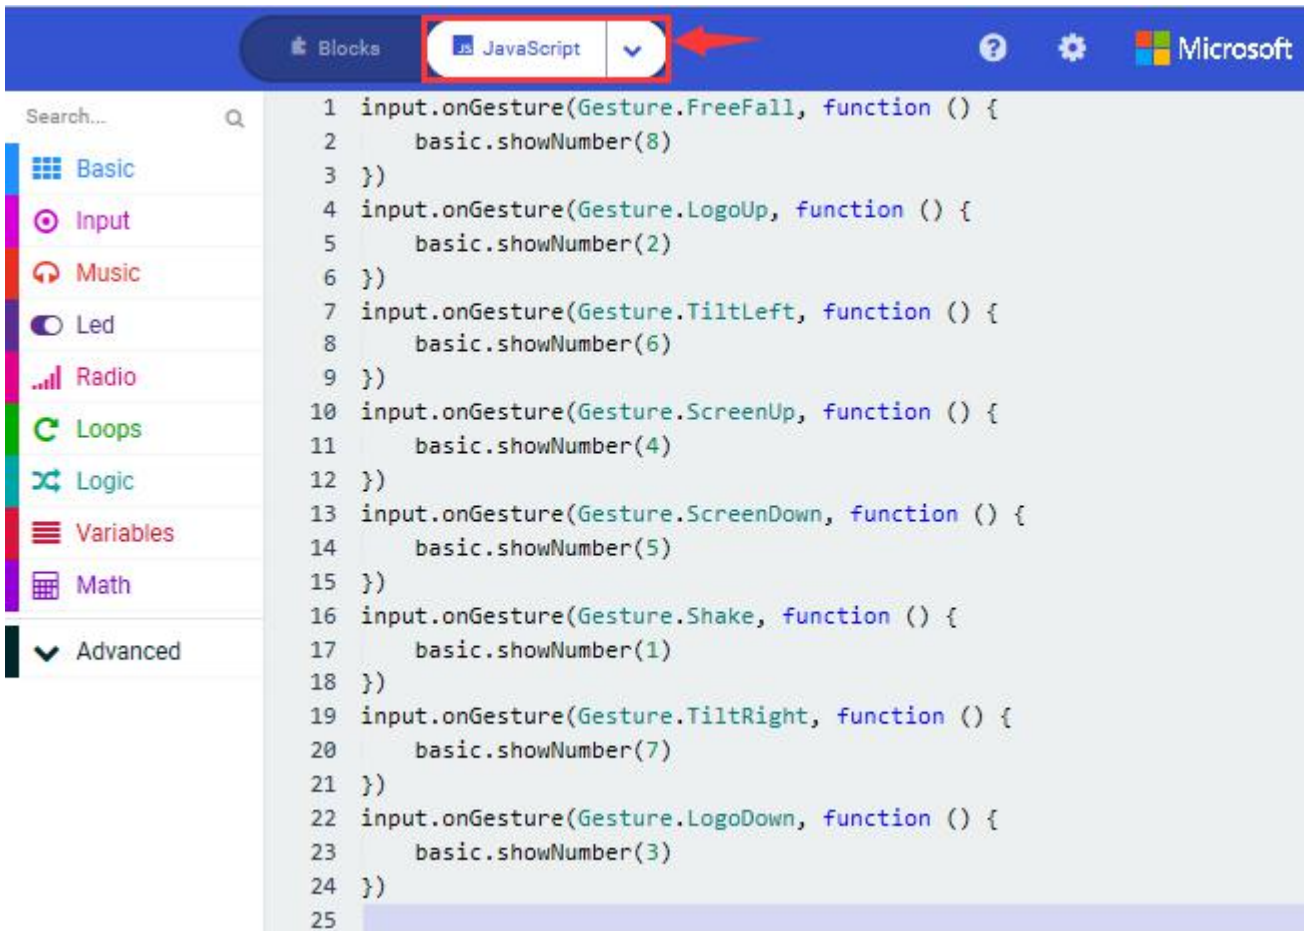 Blocks
JS JavaScript
?
Microsoft
Search...
Basic
Input
Music
Led
Radio
Loops
Logic
Variables
Math
Advanced
1 input.onGesture(Gesture.FreeFall, function () {
2     basic.showNumber(8)
3 })
4 input.onGesture(Gesture.LogoUp, function () {
5     basic.showNumber(2)
6 })
7 input.onGesture(Gesture.TiltLeft, function () {
8     basic.showNumber(6)
9 })
10 input.onGesture(Gesture.ScreenUp, function () {
11     basic.showNumber(4)
12 })
13 input.onGesture(Gesture.ScreenDown, function () {
14     basic.showNumber(5)
15 })
16 input.onGesture(Gesture.Shake, function () {
17     basic.showNumber(1)
18 })
19 input.onGesture(Gesture.TiltRight, function () {
20     basic.showNumber(7)
21 })
22 input.onGesture(Gesture.LogoDown, function () {
23     basic.showNumber(3)
24 })
25